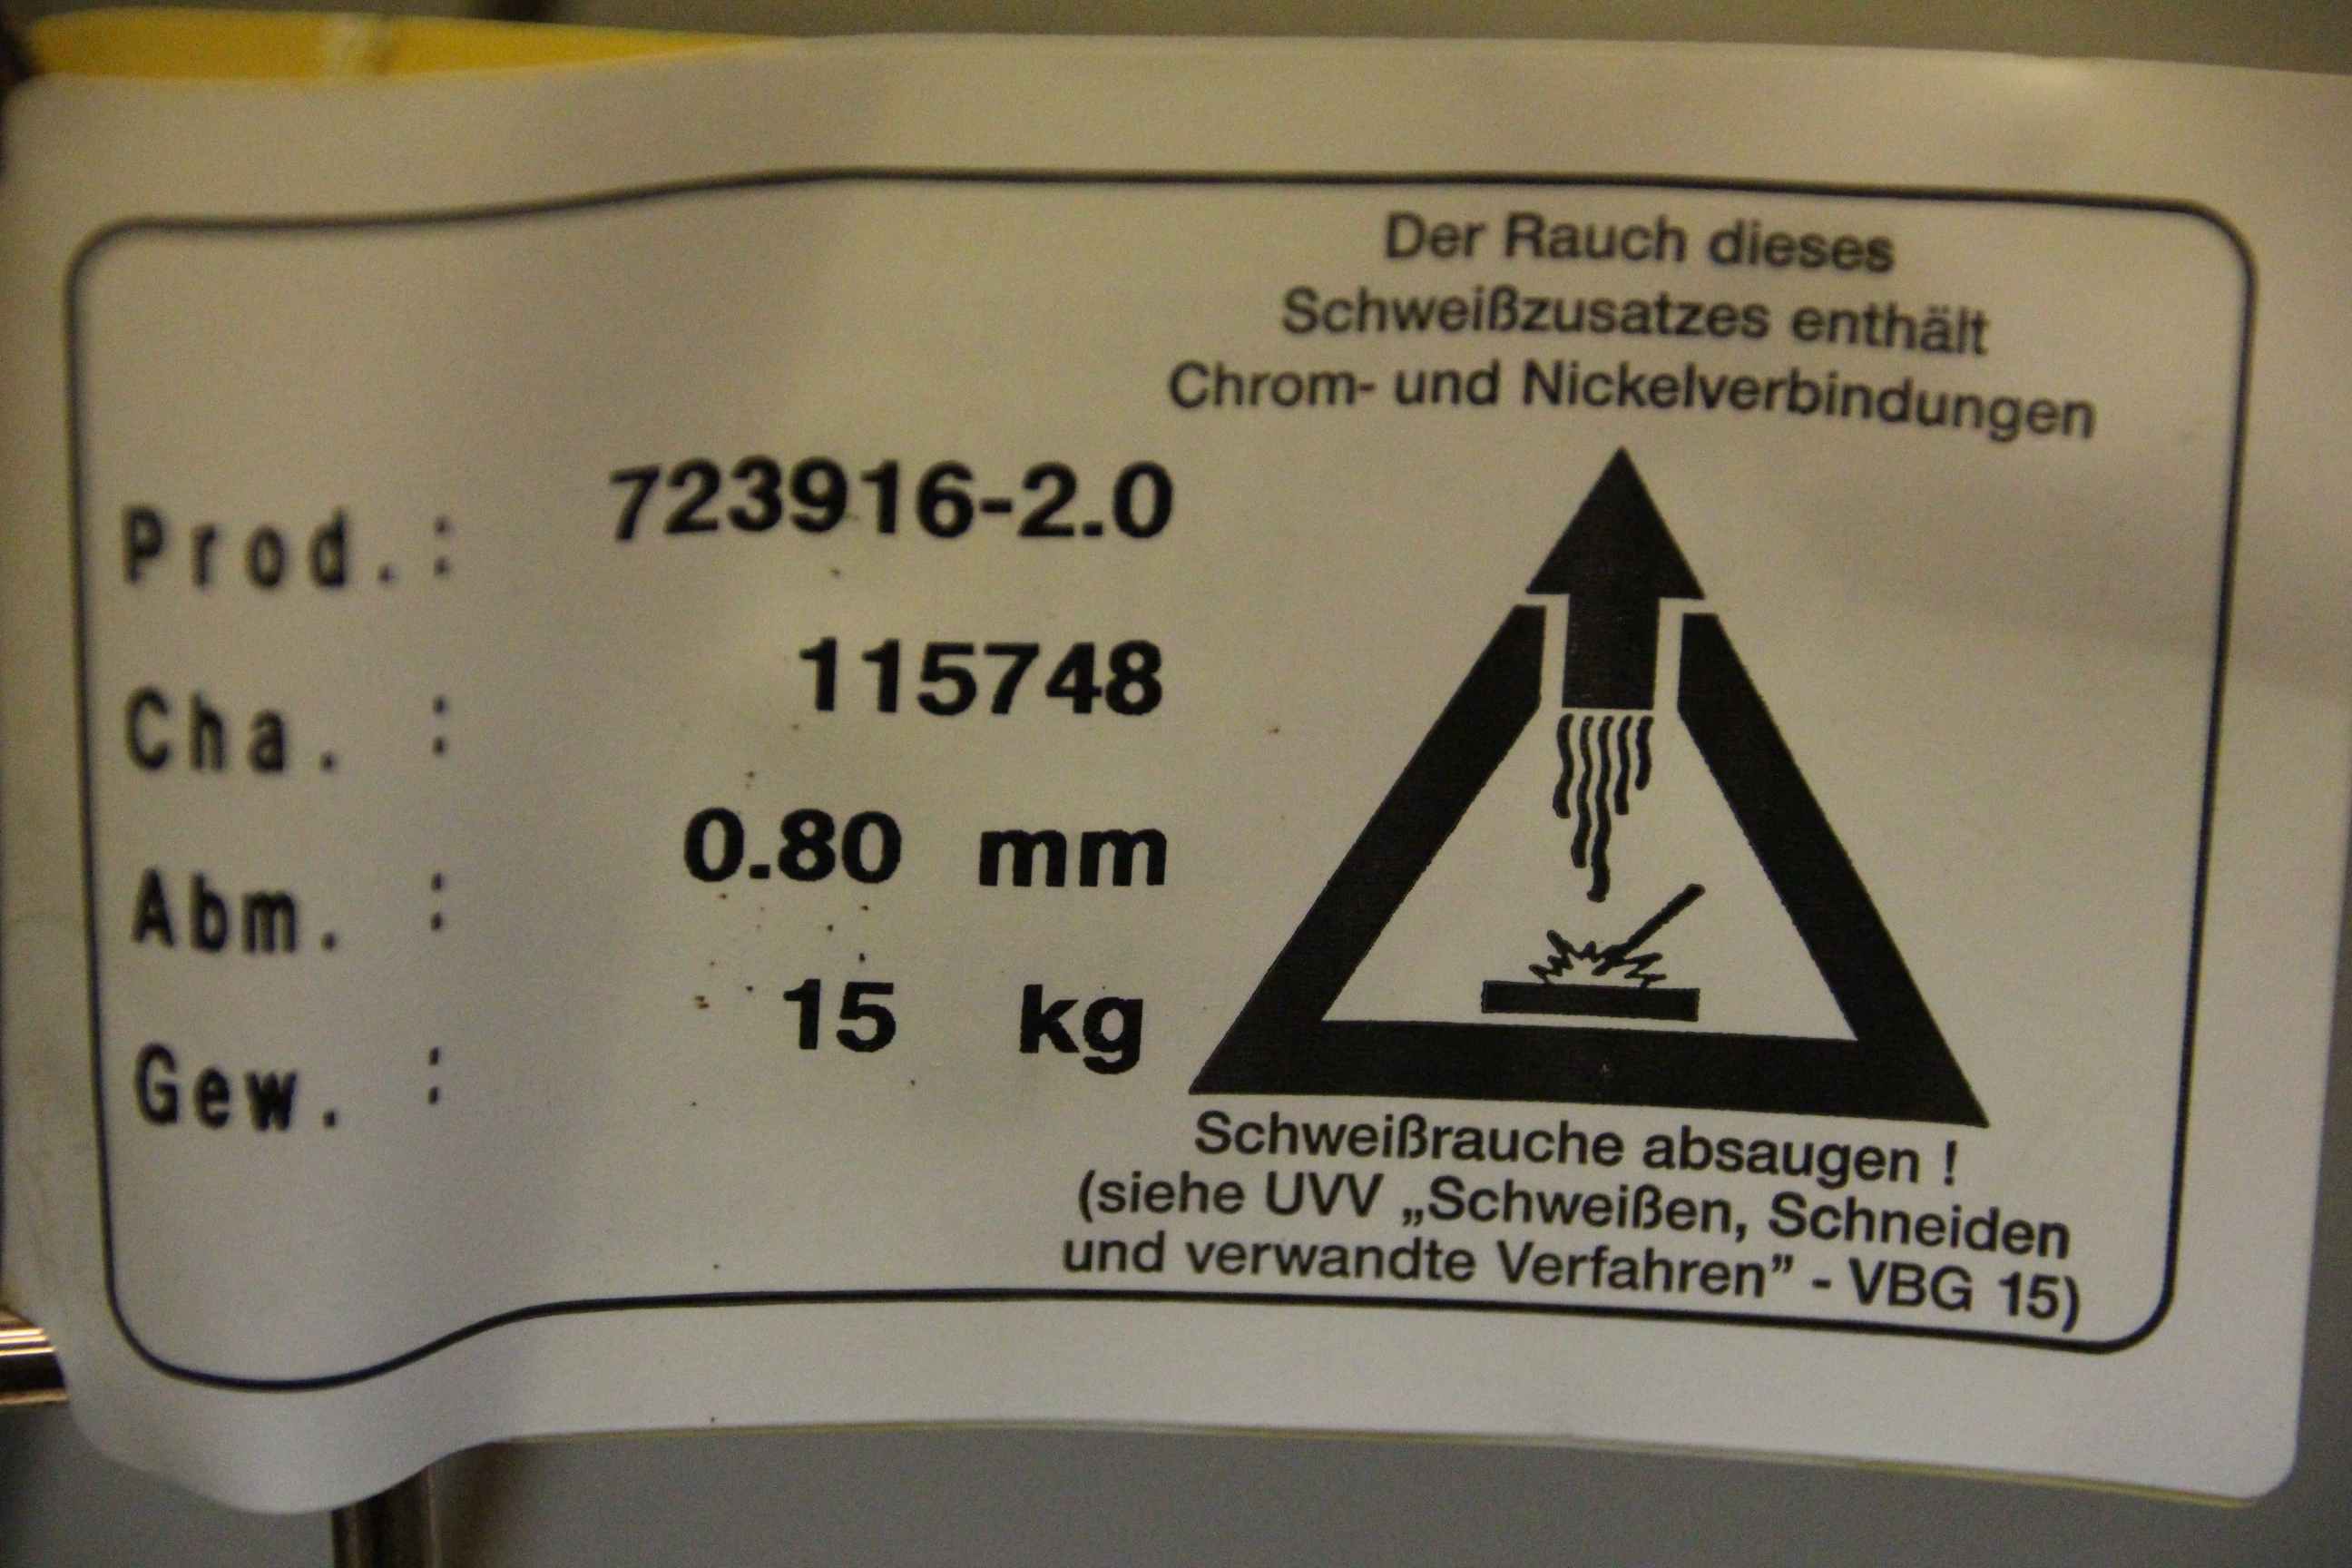 Der Rauch dieses
Schweißzusatzes enthält
Chrom- und Nickelverbindungen
Prod.: 723916-2.0
Cha. : 115748
Abm. : 0.80 mm
Gew. : 15 kg
Schweißrauche absaugen !
(siehe UVV „Schweißen, Schneiden
und verwandte Verfahren” - VBG 15)